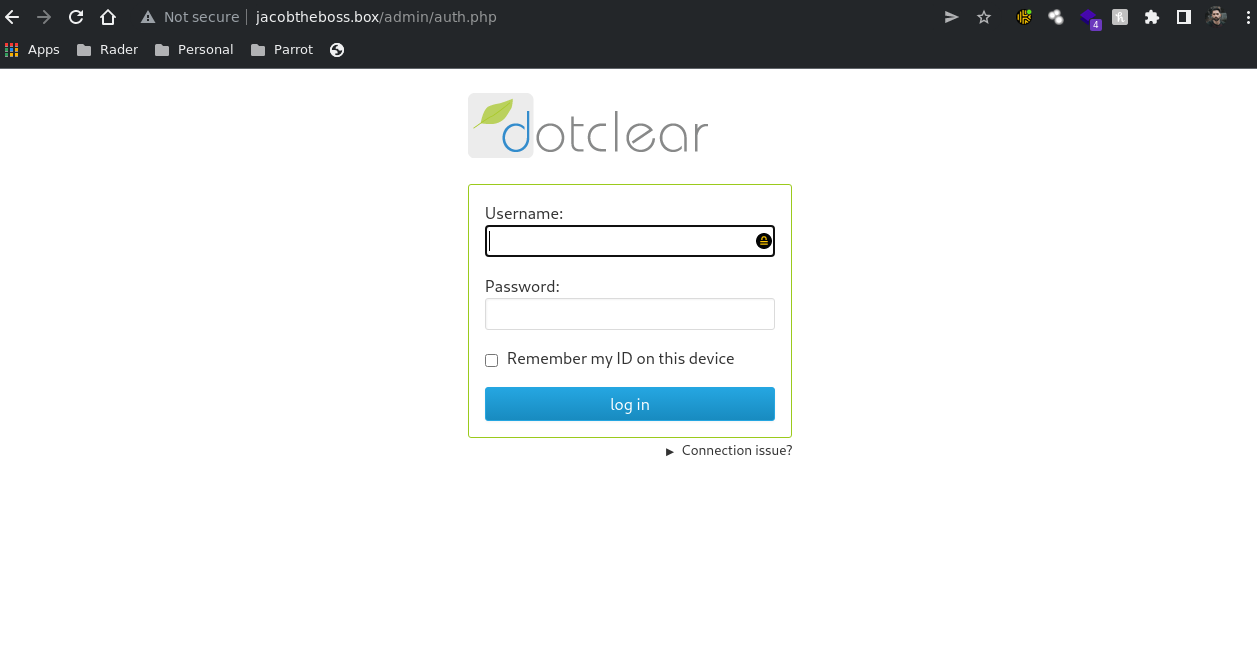 Not secure jacobtheboss.box/admin/auth.php
4
Apps Rader Personal Parrot
dotclear
Username:
Password:
Remember my ID on this device
log in
► Connection issue?